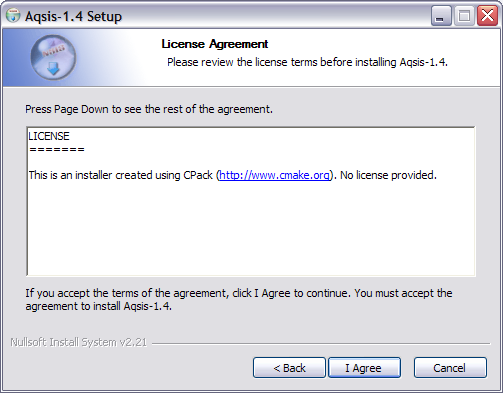 Aqsis-1.4 Setup
License Agreement
Please review the license terms before installing Aqsis-1.4.
Press Page Down to see the rest of the agreement.
LICENSE
=======
This is an installer created using CPack (http://www.cmake.org). No license provided.
If you accept the terms of the agreement, click I Agree to continue. You must accept the
agreement to install Aqsis-1.4.
Nullsoft Install System v2.21
< Back
I Agree
Cancel